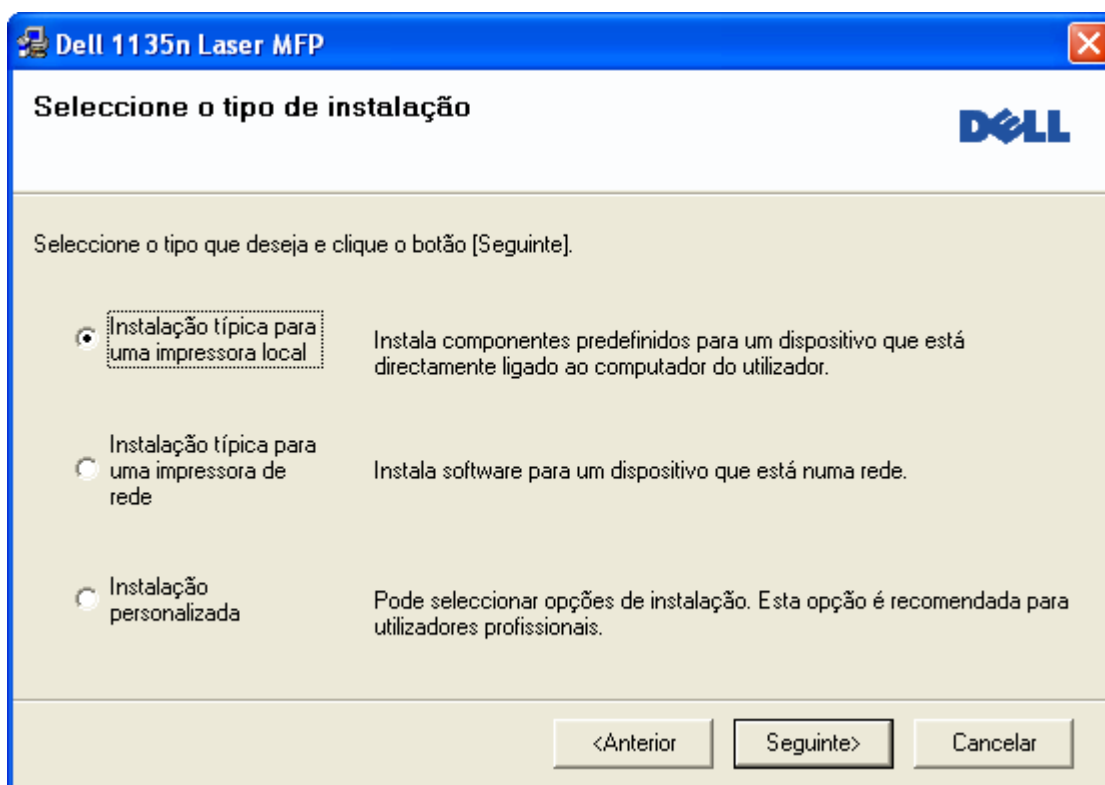 Dell 1135n Laser MFP
Seleccione o tipo de instalação
DELL
Seleccione o tipo que deseja e clique o botão [Seguinte].
Instalação típica para
uma impressora local
Instala componentes predefinidos para um dispositivo que está
directamente ligado ao computador do utilizador.
Instalação típica para
uma impressora de
rede
Instala software para um dispositivo que está numa rede.
Instalação
personalizada
Pode seleccionar opções de instalação. Esta opção é recomendada para
utilizadores profissionais.
<Anterior
Seguinte>
Cancelar